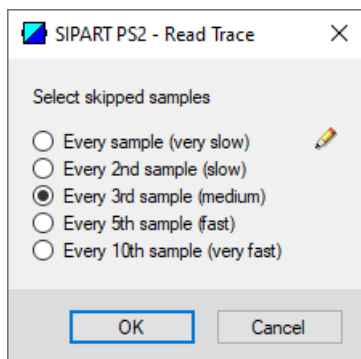 SIPART PS2 - Read Trace
Select skipped samples
Every sample (very slow)
Every 2nd sample (slow)
Every 3rd sample (medium)
Every 5th sample (fast)
Every 10th sample (very fast)
OK Cancel